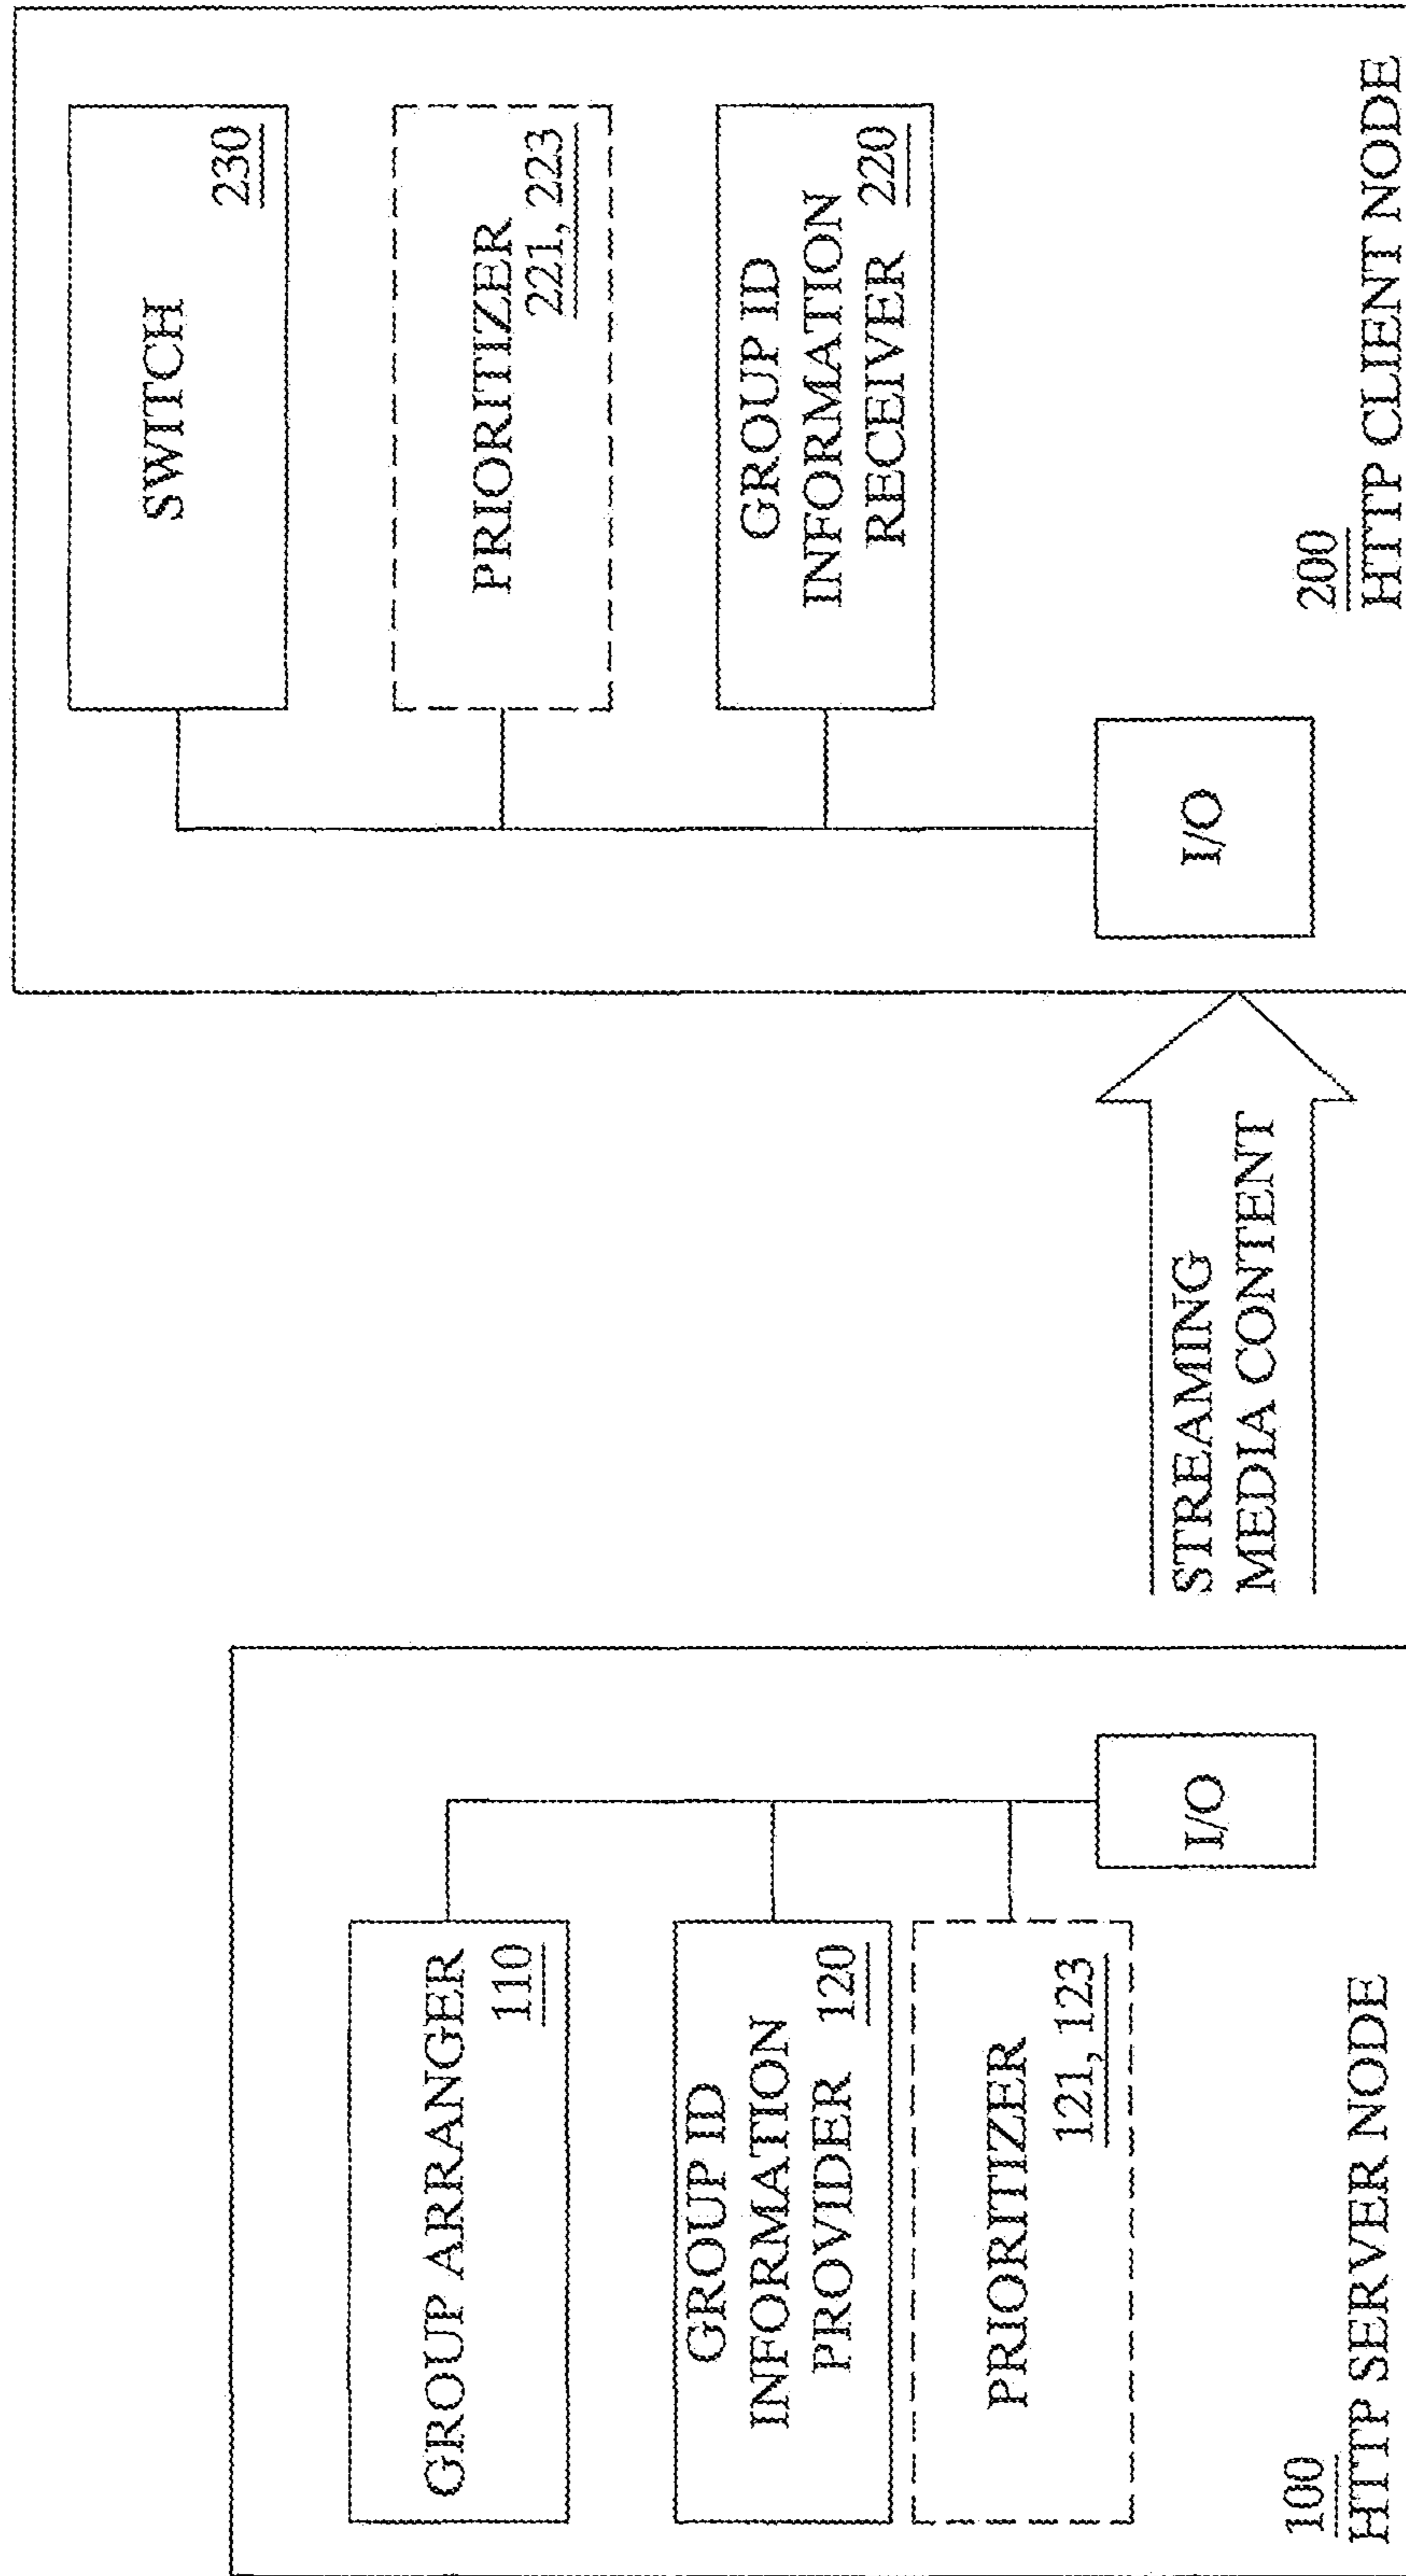 GROUP ARRANGER
110
GROUP ID
INFORMATION
PROVIDER 120
PRIORITIZER
121, 123
I/O
100
HTTP SERVER NODE
STREAMING
MEDIA CONTENT
SWITCH
230
PRIORITIZER
221, 223
GROUP ID
INFORMATION
RECEIVER 220
I/O
200
HTTP CLIENT NODE